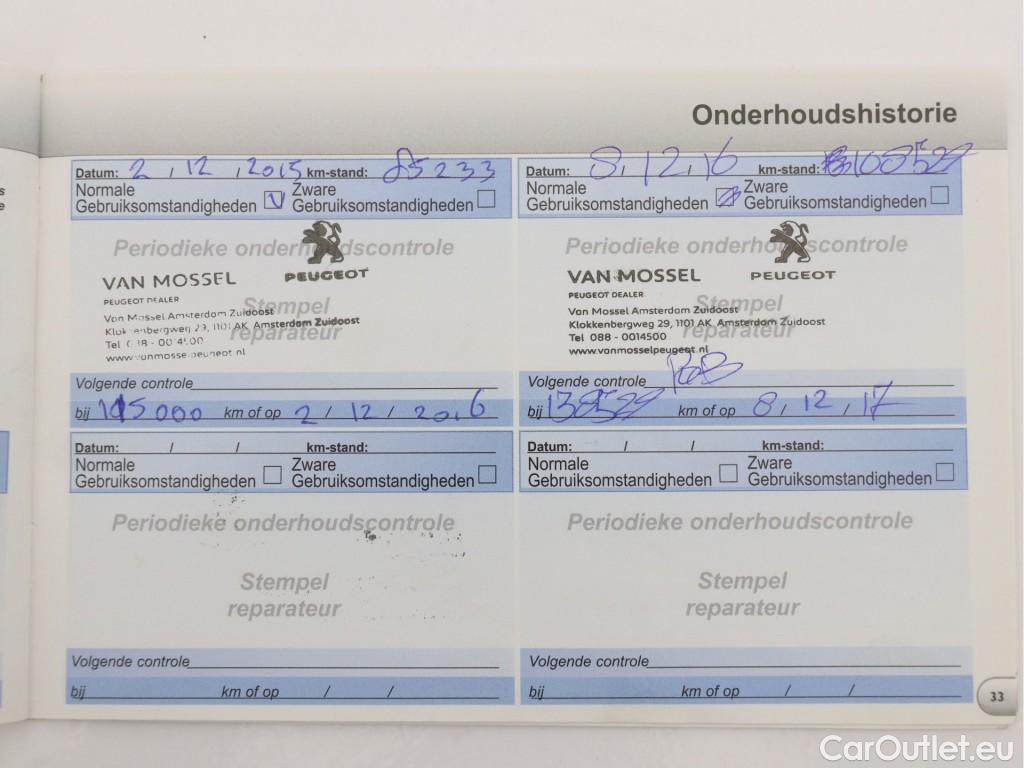 Onderhoudshistorie
Datum: 2 / 12 / 2015 km-stand: 85233
Normale Gebruiksomstandigheden
Zware Gebruiksomstandigheden
Periodieke onderhoudscontrole
Stempel
reparateur
VAN MOSSEL PEUGEOT
PEUGEOT DEALER
Van Mossel Amsterdam Zuidoost
Klokkenbergweg 29, 1101 AK Amsterdam Zuidoost
Tel 088 - 0014500
www.vanmosselpeugeot.nl
Volgende controle
bij 115000 km of op 2 / 12 / 2016
Datum: 8 / 12 / 16 km-stand: 108529
Normale Gebruiksomstandigheden
Zware Gebruiksomstandigheden
Periodieke onderhoudscontrole
Stempel
reparateur
VAN MOSSEL PEUGEOT
PEUGEOT DEALER
Van Mossel Amsterdam Zuidoost
Klokkenbergweg 29, 1101 AK Amsterdam Zuidoost
Tel 088 - 0014500
www.vanmosselpeugeot.nl
Volgende controle
bij 138529 km of op 8 / 12 / 17
Datum: / / km-stand:
Normale Gebruiksomstandigheden
Zware Gebruiksomstandigheden
Periodieke onderhoudscontrole
Stempel
reparateur
Volgende controle
bij km of op / /
Datum: / / km-stand:
Normale Gebruiksomstandigheden
Zware Gebruiksomstandigheden
Periodieke onderhoudscontrole
Stempel
reparateur
Volgende controle
bij km of op / /
33
CarOutlet.eu